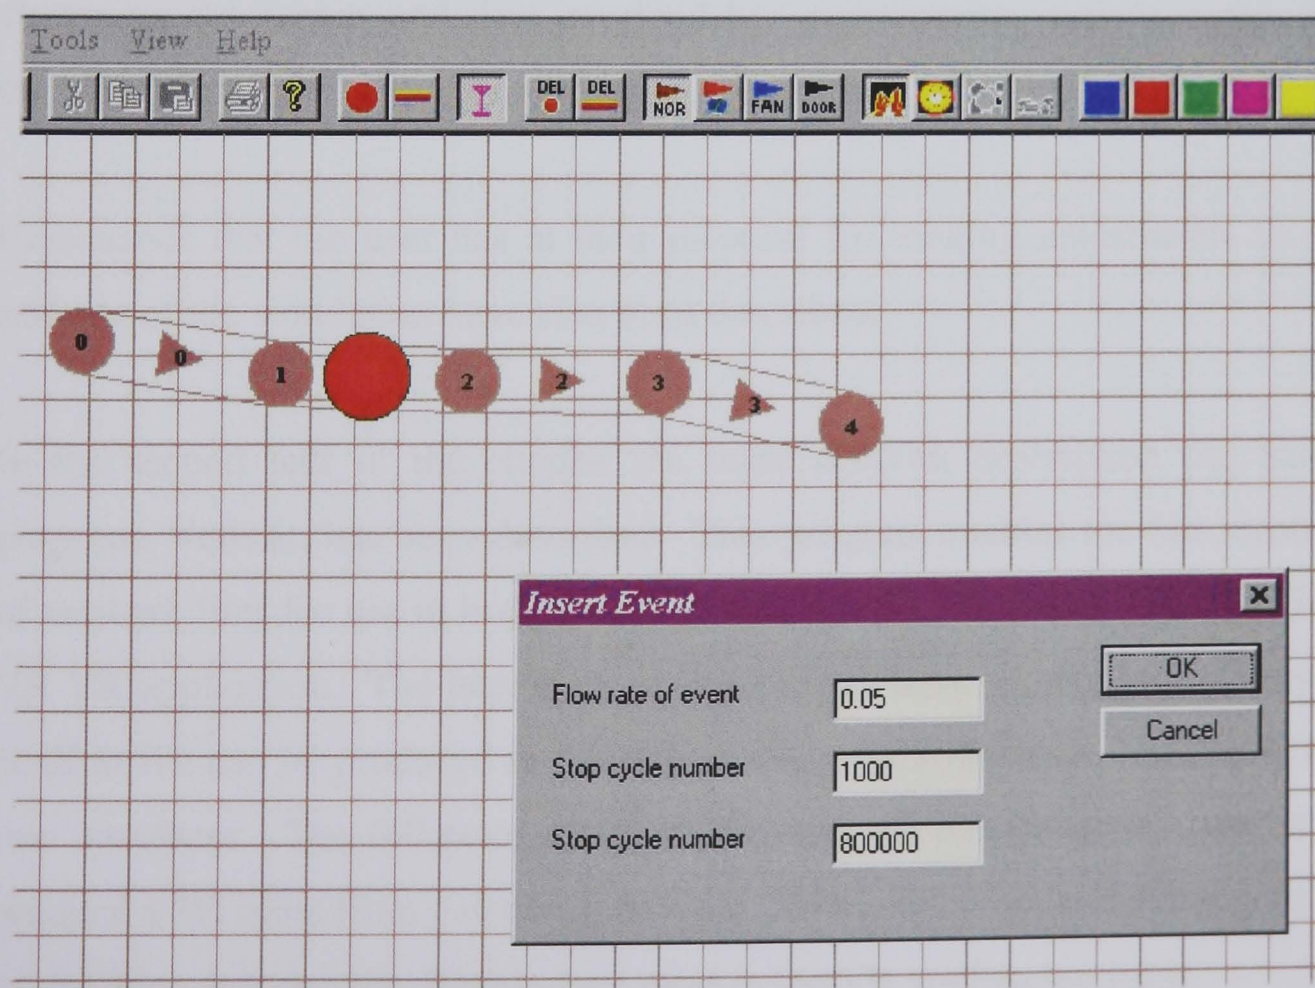 Tools View Help
DEL DEL NOR FAN DOOR
0 0 1 2 2 3 3 4
Insert Event
Flow rate of event 0.05 OK
Stop cycle number 1000 Cancel
Stop cycle number 800000